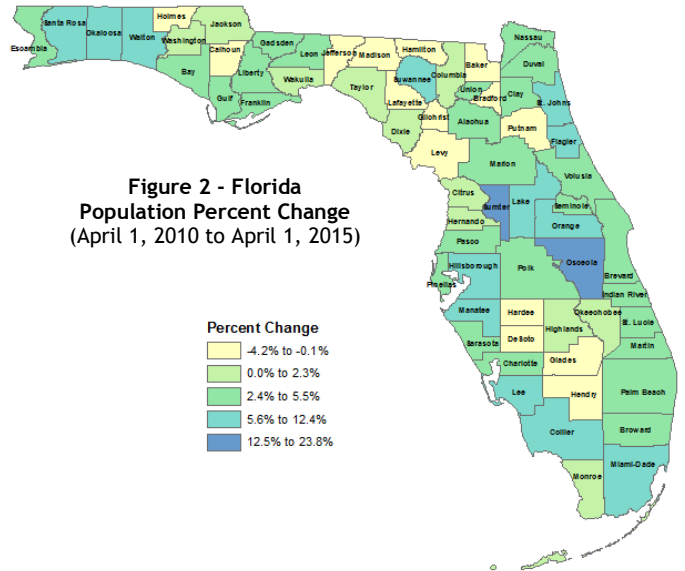 Holmes
Jackson
Santa Rosa
Okaloosa
Walton
Washington
Escambia
Calhoun
Gadsden
Leon
Jefferson
Madison
Hamilton
Nassau
Bay
Liberty
Wakulla
Taylor
Suwannee
Columbia
Baker
Duval
Gulf
Franklin
Lafayette
Union
Bradford
Clay
St. Johns
Dixie
Gilchrist
Alachua
Putnam
Flagler
Levy
Marion
Volusia
Figure 2 - Florida
Population Percent Change
(April 1, 2010 to April 1, 2015)
Citrus
Sumter
Lake
Seminole
Hernando
Orange
Pasco
Osceola
Hillsborough
Polk
Brevard
Pinellas
Indian River
Manatee
Hardee
Okeechobee
Highlands
St. Lucie
Sarasota
DeSoto
Martin
Charlotte
Glades
Lee
Hendry
Palm Beach
Collier
Broward
Miami-Dade
Monroe
Percent Change
-4.2% to -0.1%
0.0% to 2.3%
2.4% to 5.5%
5.6% to 12.4%
12.5% to 23.8%